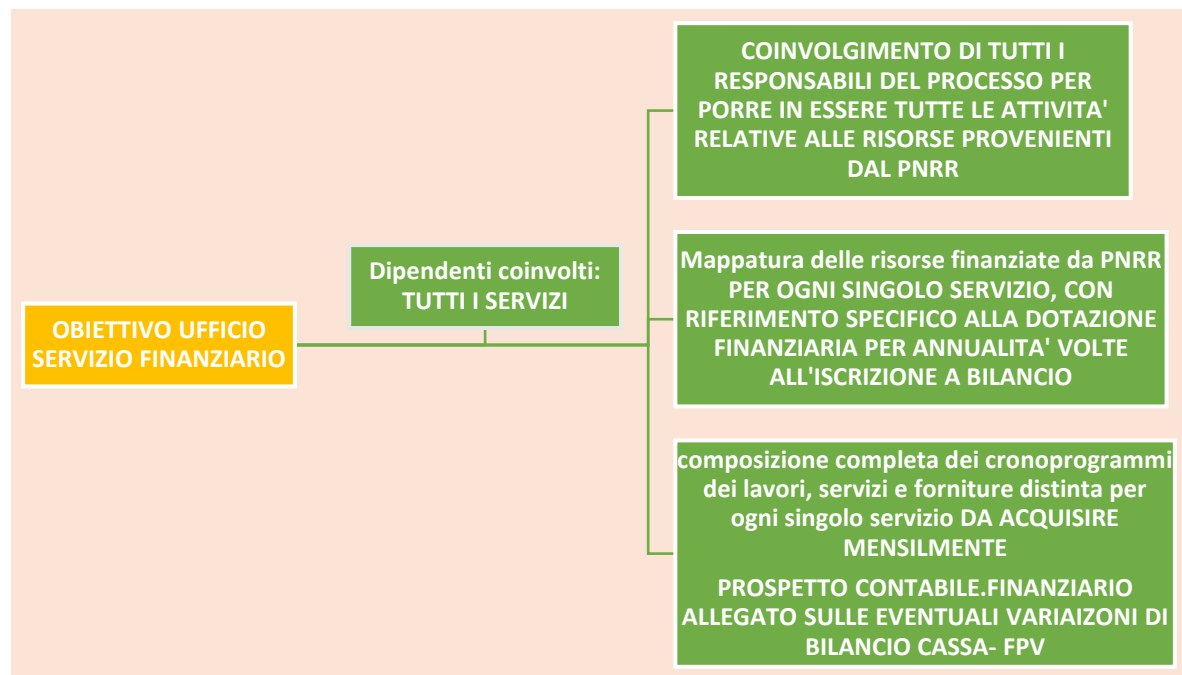 OBIETTIVO UFFICIO
SERVIZIO FINANZIARIO
Dipendenti coinvolti:
TUTTI I SERVIZI
COINVOLGIMENTO DI TUTTI I
RESPONSABILI DEL PROCESSO PER
PORRE IN ESSERE TUTTE LE ATTIVITA'
RELATIVE ALLE RISORSE PROVENIENTI
DAL PNRR
Mappatura delle risorse finanziate da PNRR
PER OGNI SINGOLO SERVIZIO, CON
RIFERIMENTO SPECIFICO ALLA DOTAZIONE
FINANZIARIA PER ANNUALITA' VOLTE
ALL'ISCRIZIONE A BILANCIO
composizione completa dei cronoprogrammi
dei lavori, servizi e forniture distinta per
ogni singolo servizio DA ACQUISIRE
MENSILMENTE
PROSPETTO CONTABILE.FINANZIARIO
ALLEGATO SULLE EVENTUALI VARIAIZONI DI
BILANCIO CASSA- FPV